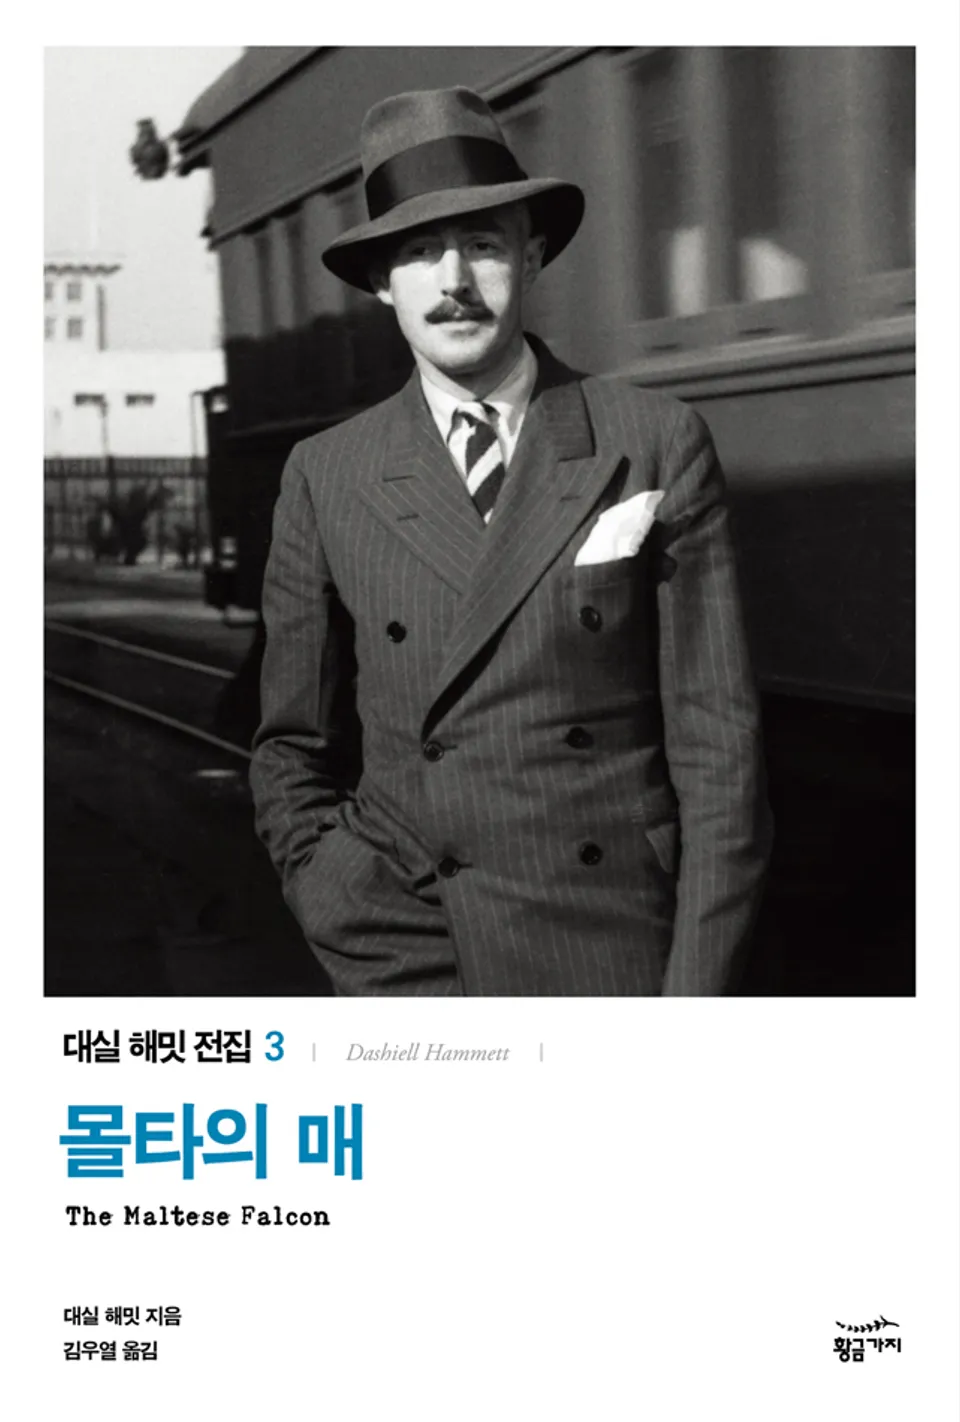 대실 해밋 전집 3 | Dashiell Hammett |
몰타의 매
The Maltese Falcon
대실 해밋 지음
김우열 옮김
황금가지